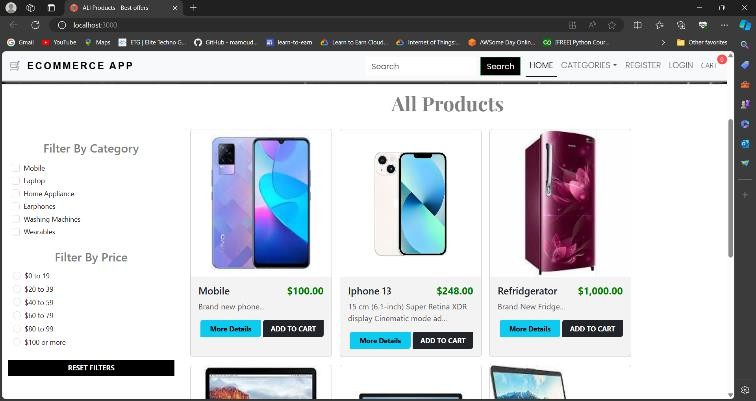 ALl Products - Best offers
localhost:3000
Gmail
YouTube
Maps
ETG | Elite Techno G...
GitHub - mamoud...
learn-to-earn
Learn to Earn Cloud...
Internet of Things:...
AWSome Day Onlin...
[FREE] Python Cour...
Other favorites
ECOMMERCE APP
Search
Search
HOME
CATEGORIES
REGISTER
LOGIN
CART
0
All Products
Filter By Category
Mobile
Laptop
Home Appliance
Earphones
Washing Machines
Wearables
Filter By Price
$0 to 19
$20 to 39
$40 to 59
$60 to 79
$80 to 99
$100 or more
RESET FILTERS
Mobile $100.00
Brand new phone...
More Details ADD TO CART
Iphone 13 $248.00
15 cm (6.1-inch) Super Retina XDR
display Cinematic mode ad...
More Details ADD TO CART
Refridgerator $1,000.00
Brand New Fridge...
More Details ADD TO CART